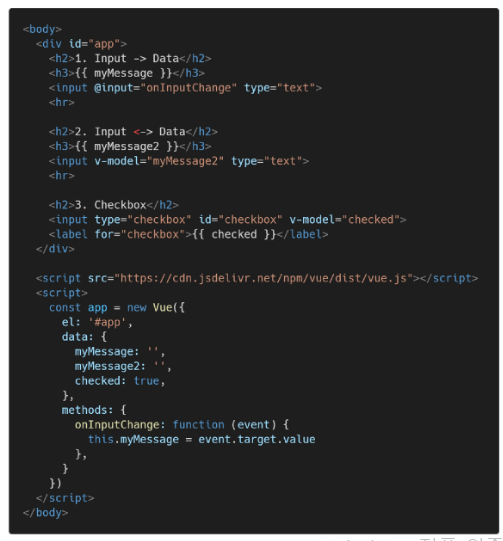 <body>
  <div id="app">
    <h2>1. Input -> Data</h2>
    <h3>{{ myMessage }}</h3>
    <input @input="onInputChange" type="text">
    <hr>

    <h2>2. Input <-> Data</h2>
    <h3>{{ myMessage2 }}</h3>
    <input v-model="myMessage2" type="text">
    <hr>

    <h2>3. Checkbox</h2>
    <input type="checkbox" id="checkbox" v-model="checked">
    <label for="checkbox">{{ checked }}</label>
  </div>

  <script src="https://cdn.jsdelivr.net/npm/vue/dist/vue.js"></script>
  <script>
    const app = new Vue({
      el: '#app',
      data: {
        myMessage: '',
        myMessage2: '',
        checked: true,
      },
      methods: {
        onInputChange: function (event) {
          this.myMessage = event.target.value
        },
      }
    })
  </script>
</body>